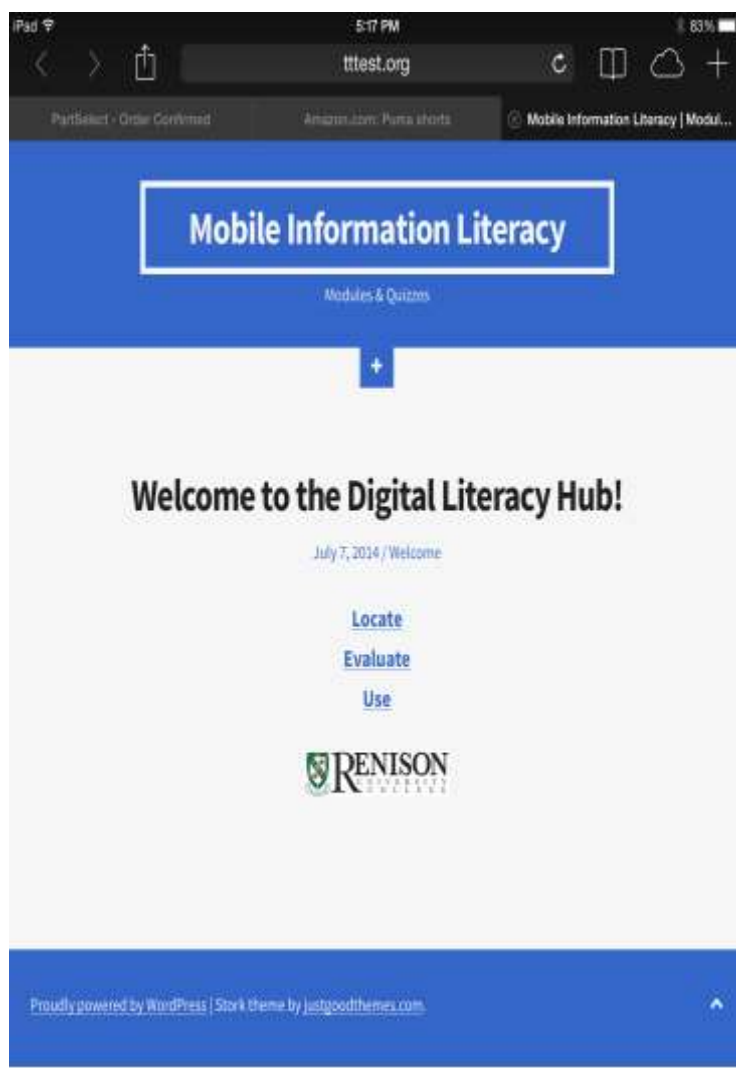 iPad 5:17 PM 83%
tttest.org
PartSelect - Order Confirmed Amazon.com: Puma shorts Mobile Information Literacy | Modul...
Mobile Information Literacy
Modules & Quizzes
+
Welcome to the Digital Literacy Hub!
July 7, 2014 / Welcome
Locate
Evaluate
Use
RENISON
UNIVERSITY
COLLEGE
Proudly powered by WordPress | Stork theme by justgoodthemes.com.